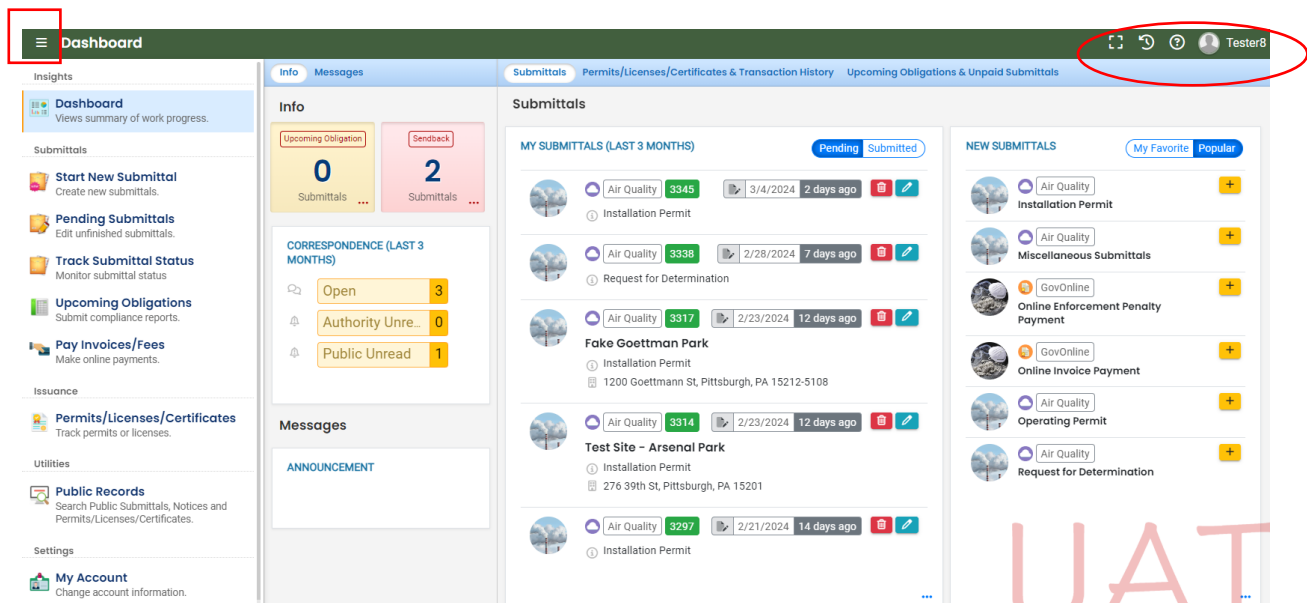 Dashboard
Tester8
Insights
Dashboard
Views summary of work progress.
Submittals
Start New Submittal
Create new submittals.
Pending Submittals
Edit unfinished submittals.
Track Submittal Status
Monitor submittal status
Upcoming Obligations
Submit compliance reports.
Pay Invoices/Fees
Make online payments.
Issuance
Permits/Licenses/Certificates
Track permits or licenses.
Utilities
Public Records
Search Public Submittals, Notices and
Permits/Licenses/Certificates.
Settings
My Account
Change account information.
Info Messages
Info
Upcoming Obligation
0
Submittals ...
Sendback
2
Submittals ...
CORRESPONDENCE (LAST 3
MONTHS)
Open 3
Authority Unre.. 0
Public Unread 1
Messages
ANNOUNCEMENT
Submittals Permits/Licenses/Certificates & Transaction History Upcoming Obligations & Unpaid Submittals
Submittals
MY SUBMITTALS (LAST 3 MONTHS) Pending Submitted
Air Quality 3345 3/4/2024 2 days ago
Installation Permit
Air Quality 3338 2/28/2024 7 days ago
Request for Determination
Air Quality 3317 2/23/2024 12 days ago
Fake Goettman Park
Installation Permit
1200 Goettmann St, Pittsburgh, PA 15212-5108
Air Quality 3314 2/23/2024 12 days ago
Test Site - Arsenal Park
Installation Permit
276 39th St, Pittsburgh, PA 15201
Air Quality 3297 2/21/2024 14 days ago
Installation Permit
...
NEW SUBMITTALS My Favorite Popular
Air Quality +
Installation Permit
Air Quality +
Miscellaneous Submittals
GovOnline +
Online Enforcement Penalty
Payment
GovOnline +
Online Invoice Payment
Air Quality +
Operating Permit
Air Quality +
Request for Determination
UAT
...